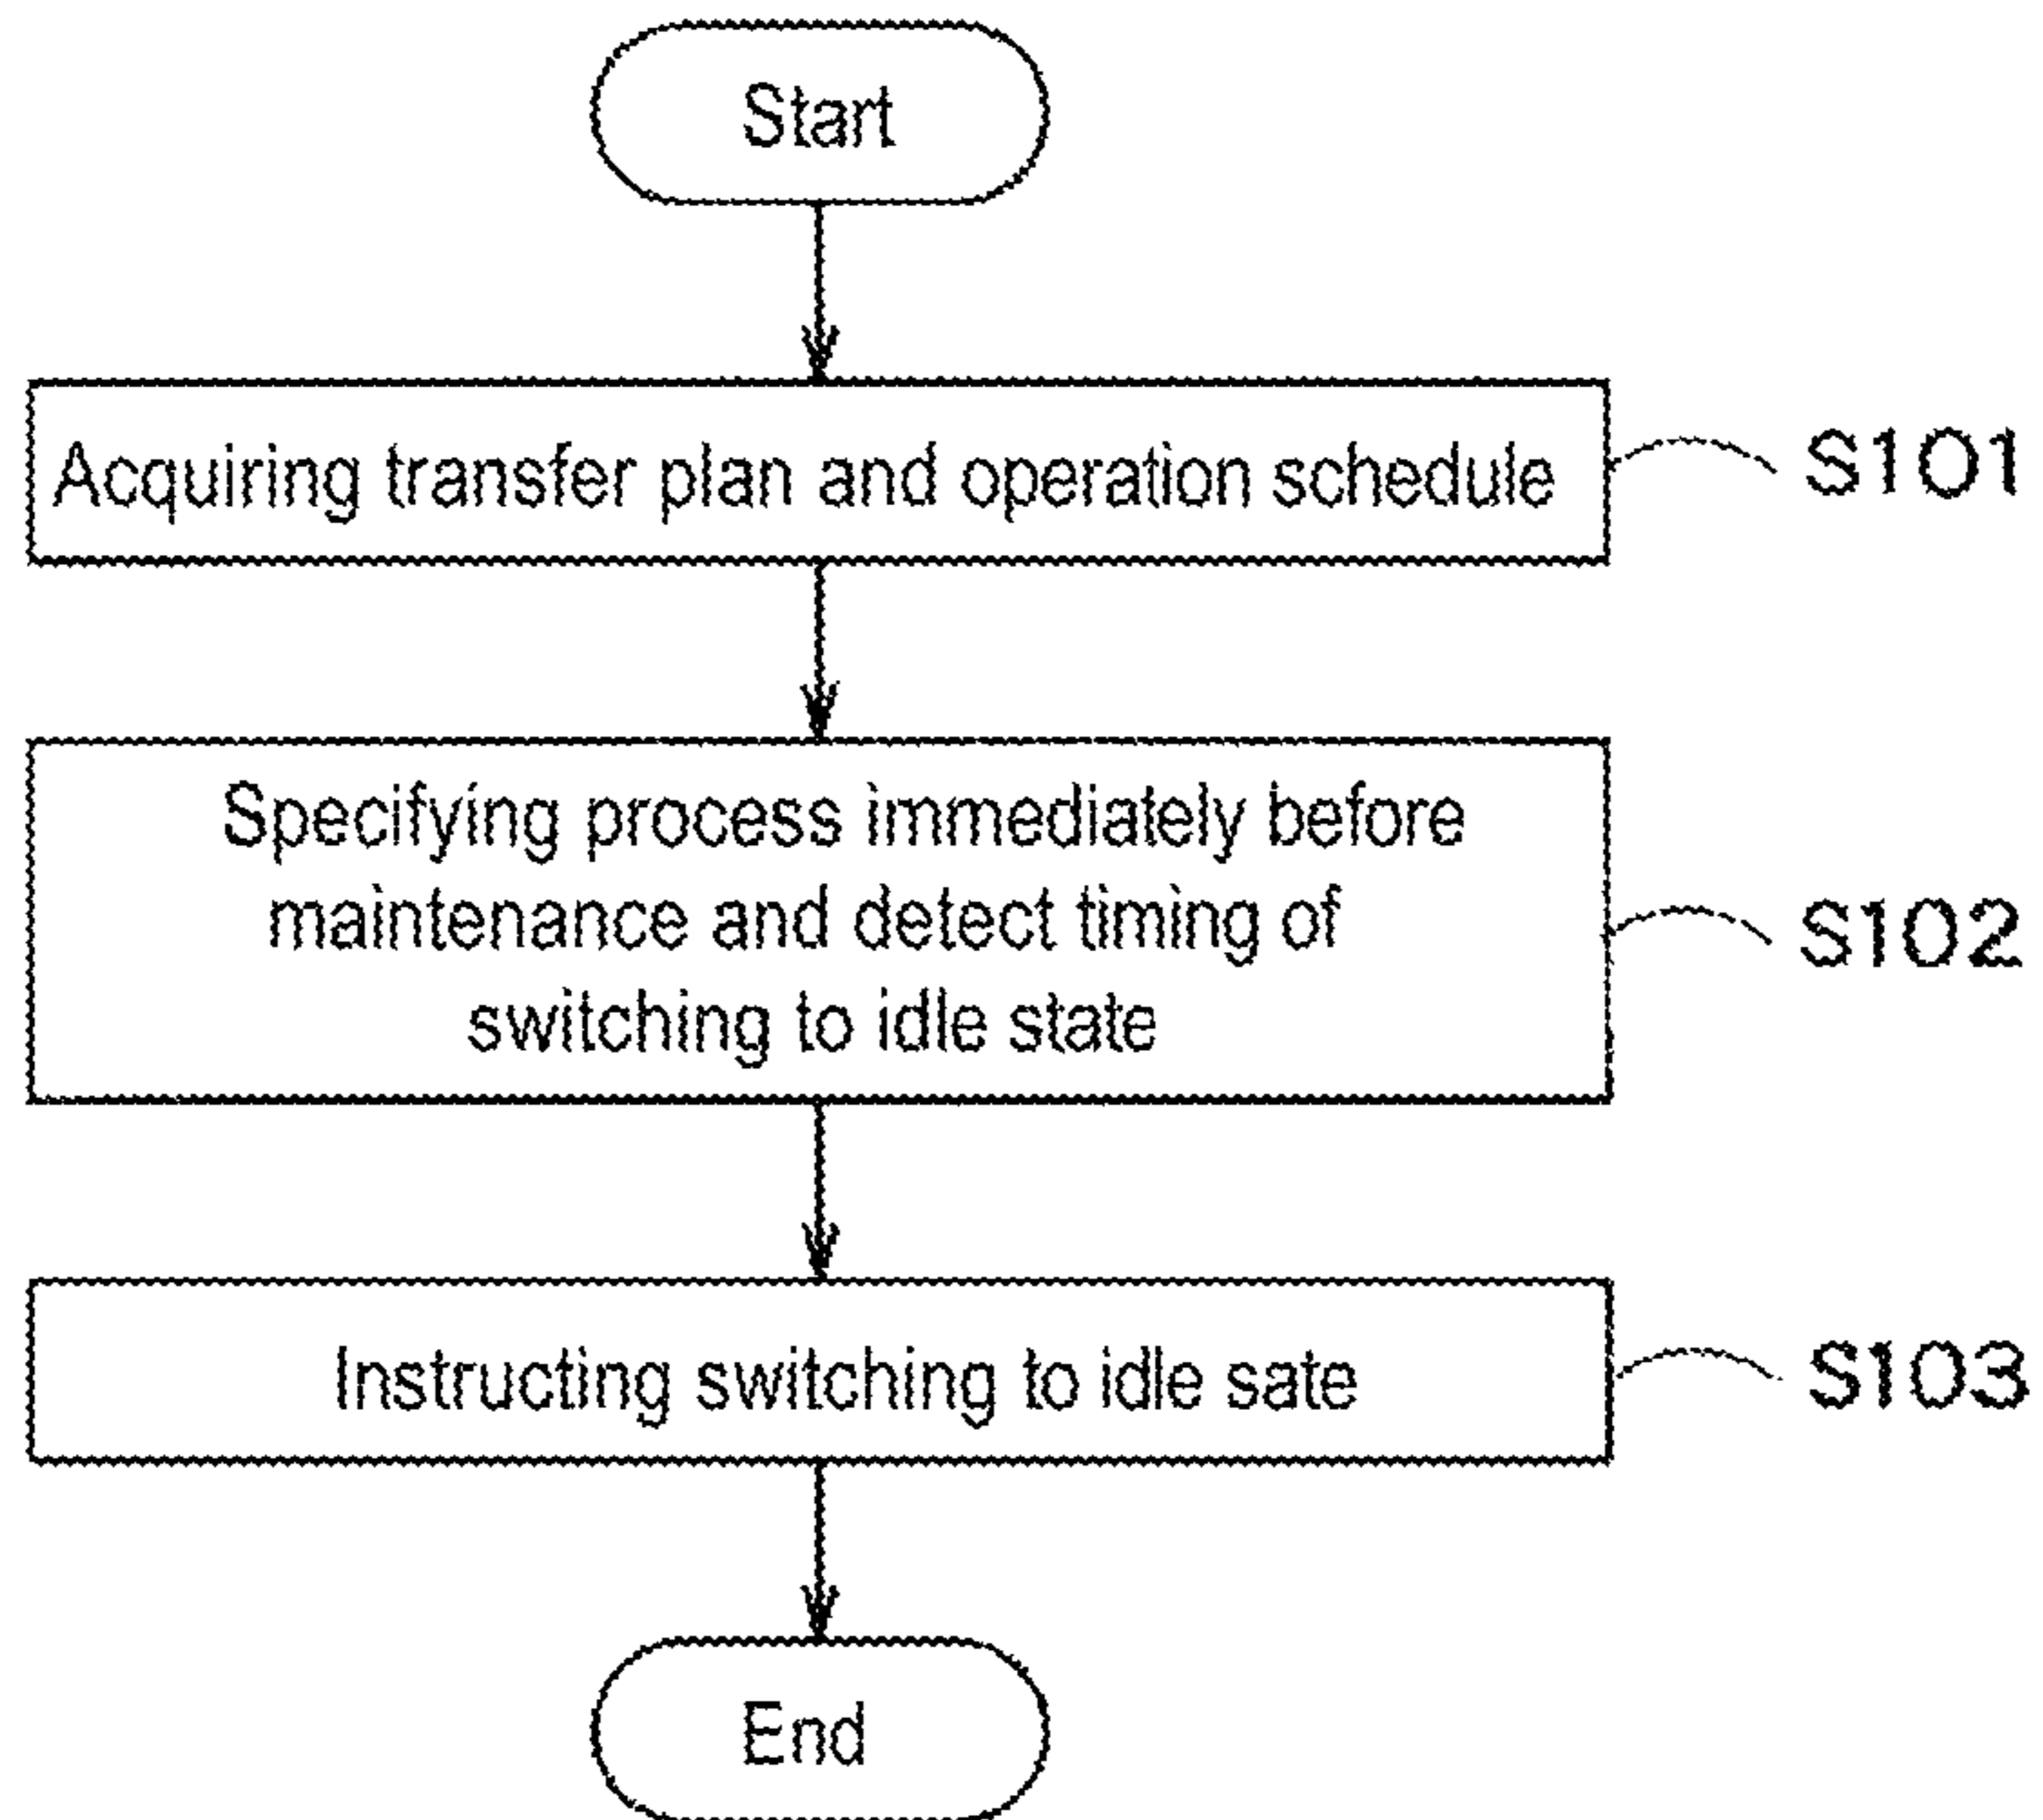 Start
Acquiring transfer plan and operation schedule
S101
Specifying process immediately before
maintenance and detect timing of
switching to idle state
S102
Instructing switching to idle sate
S103
End